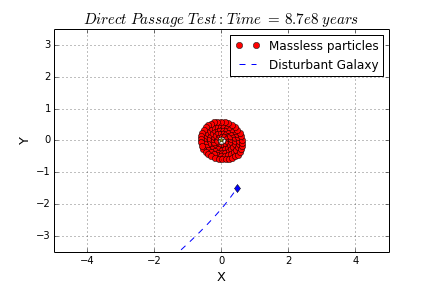 Direct Passage Test : Time = 8.7e8 years
Massless particles
Disturbant Galaxy
3
2
1
0
−1
−2
−3
Y
−4
−2
0
2
4
X